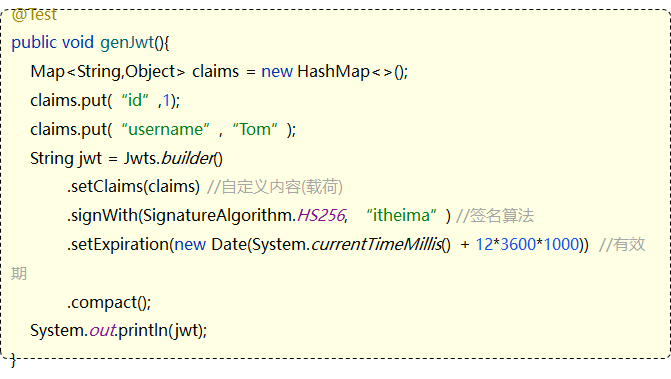 @Test
public void genJwt(){
Map<String,Object> claims = new HashMap<>();
claims.put(“id”,1);
claims.put(“username”,“Tom”);
String jwt = Jwts.builder()
.setClaims(claims) //自定义内容(载荷)
.signWith(SignatureAlgorithm.HS256, “itheima”) //签名算法
.setExpiration(new Date(System.currentTimeMillis() + 12*3600*1000)) //有效
期
.compact();
System.out.println(jwt);
}